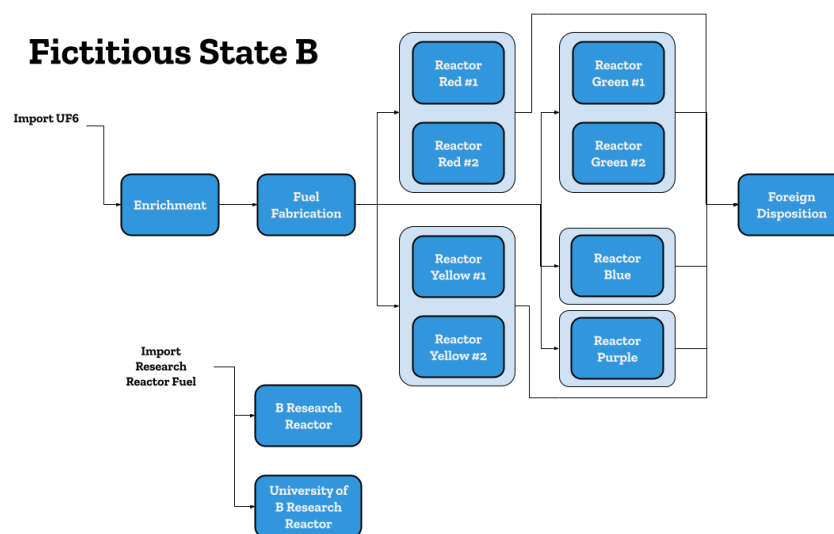 Fictitious State B
Import UF6
Enrichment
Fuel
Fabrication
Reactor
Red #1
Reactor
Red #2
Reactor
Yellow #1
Reactor
Yellow #2
Reactor
Green #1
Reactor
Green #2
Reactor
Blue
Reactor
Purple
Foreign
Disposition
Import
Research
Reactor Fuel
B Research
Reactor
University of
B Research
Reactor